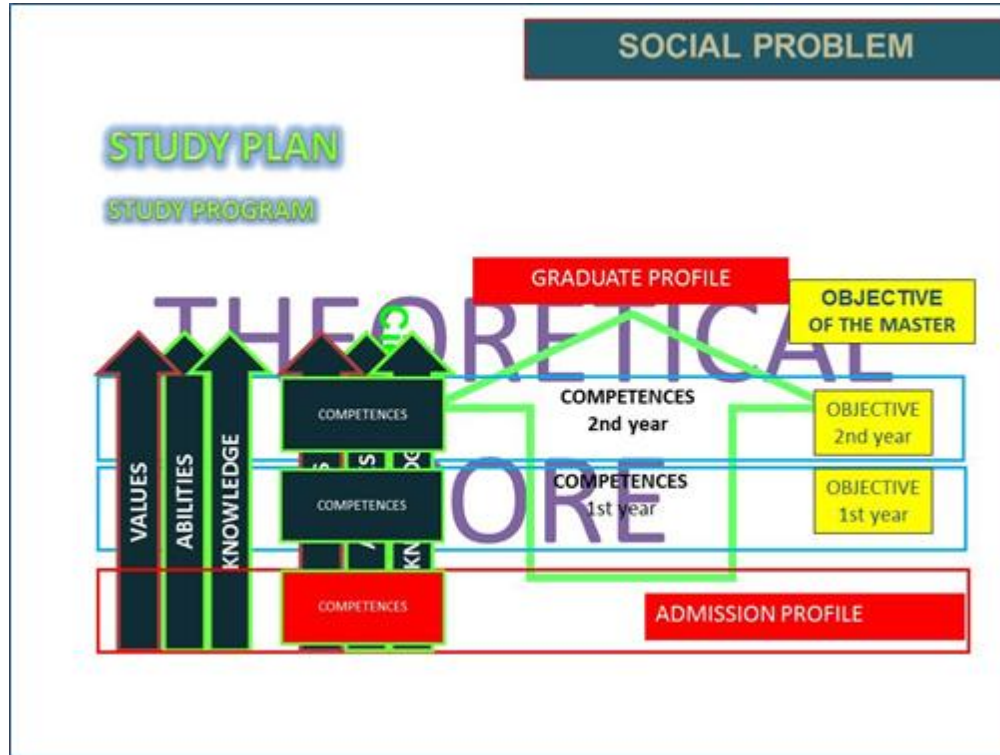 SOCIAL PROBLEM
STUDY PLAN
STUDY PROGRAM
GRADUATE PROFILE
OBJECTIVE
OF THE MASTER
THEORETICAL
COMPETENCES
COMPETENCES
2nd year
OBJECTIVE
2nd year
VALUES
ABILITIES
KNOWLEDGE
COMPETENCES
COMPETENCES
1st year
OBJECTIVE
1st year
COMPETENCES
ADMISSION PROFILE